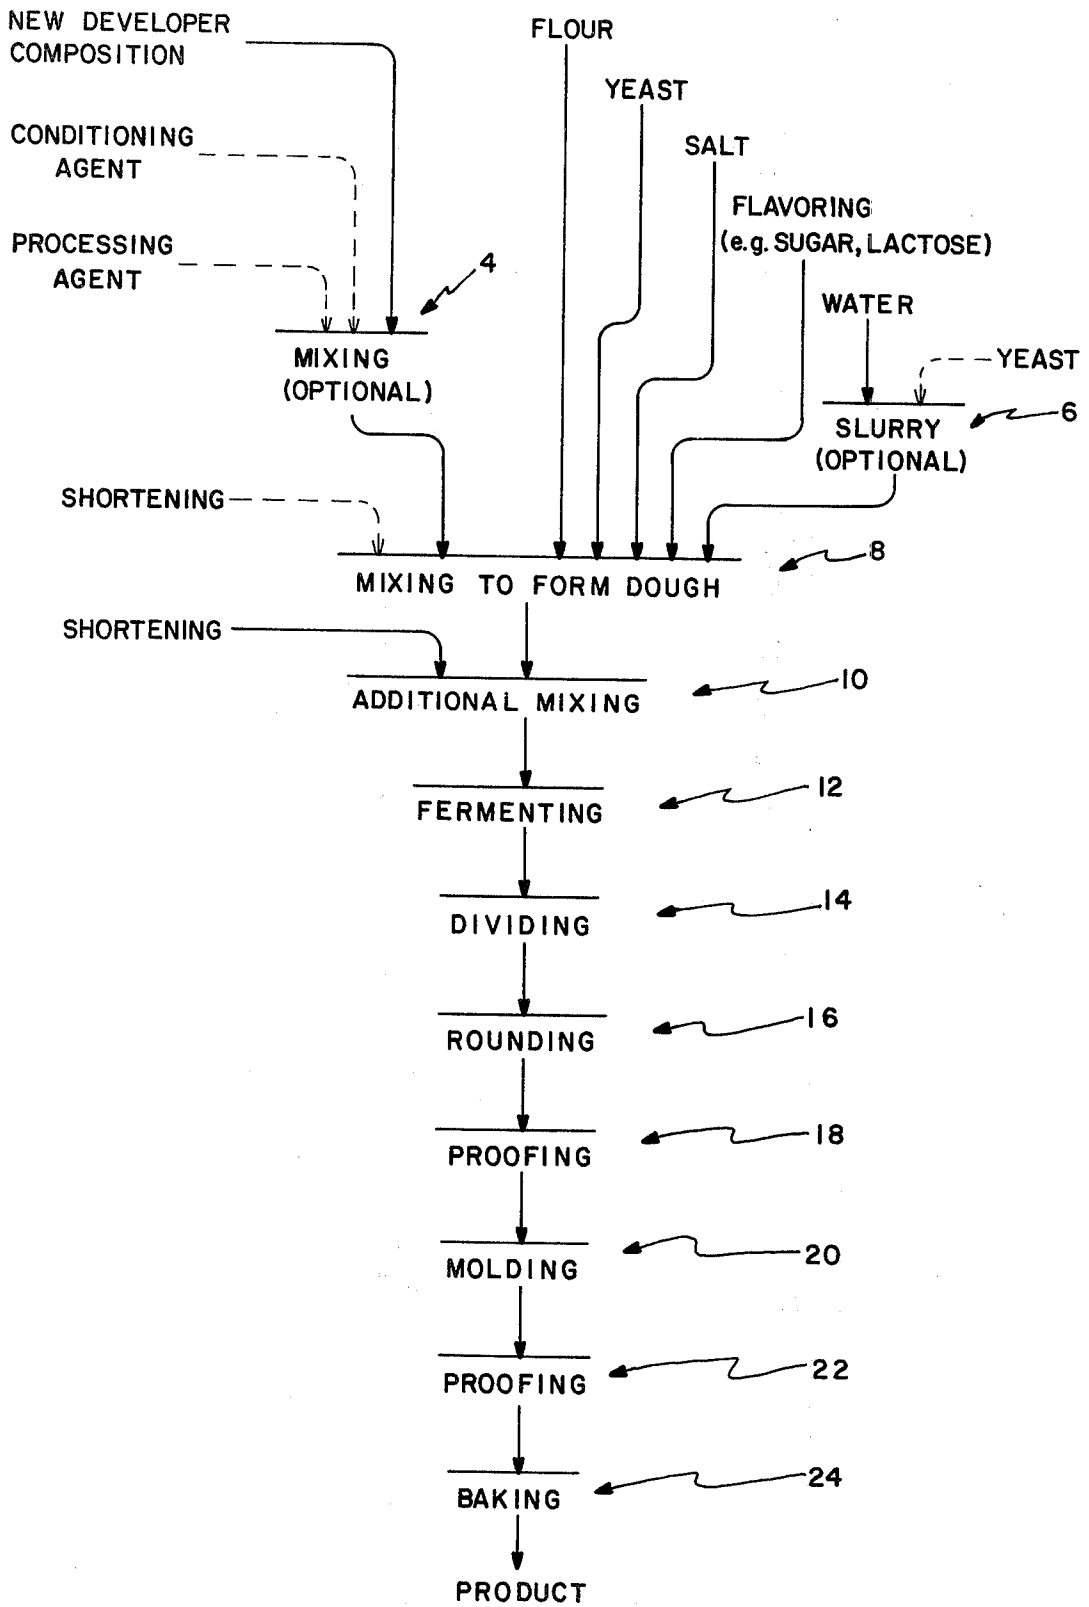 NEW DEVELOPER
COMPOSITION
FLOUR
YEAST
CONDITIONING
AGENT
SALT
FLAVORING
(e.g. SUGAR, LACTOSE)
PROCESSING
AGENT
4
WATER
MIXING
(OPTIONAL)
YEAST
6
SLURRY
(OPTIONAL)
SHORTENING
8
MIXING TO FORM DOUGH
SHORTENING
10
ADDITIONAL MIXING
12
FERMENTING
14
DIVIDING
16
ROUNDING
18
PROOFING
20
MOLDING
22
PROOFING
24
BAKING
PRODUCT